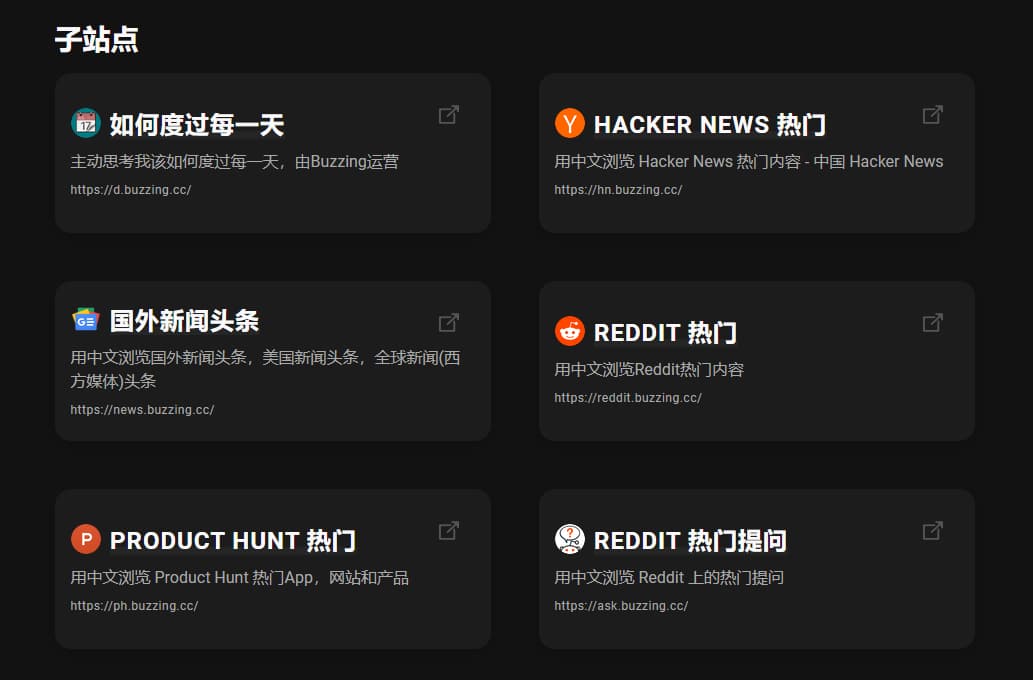 子站点
如何度过每一天
主动思考我该如何度过每一天，由Buzzing运营
https://d.buzzing.cc/
HACKER NEWS 热门
用中文浏览 Hacker News 热门内容 - 中国 Hacker News
https://hn.buzzing.cc/
国外新闻头条
用中文浏览国外新闻头条，美国新闻头条，全球新闻(西
方媒体)头条
https://news.buzzing.cc/
REDDIT 热门
用中文浏览Reddit热门内容
https://reddit.buzzing.cc/
P
PRODUCT HUNT 热门
用中文浏览 Product Hunt 热门App，网站和产品
https://ph.buzzing.cc/
REDDIT 热门提问
用中文浏览 Reddit 上的热门提问
https://ask.buzzing.cc/